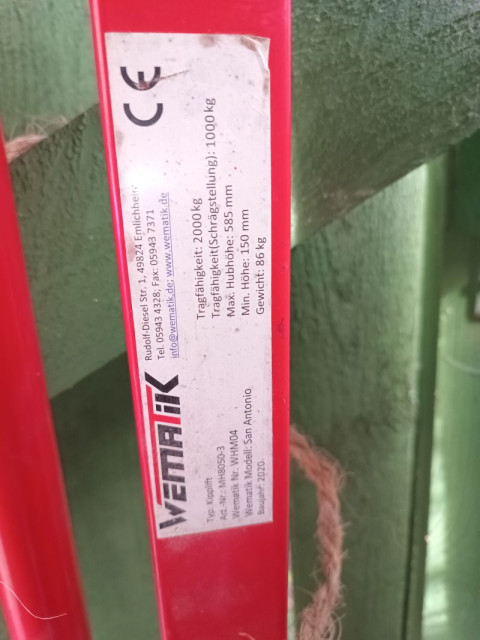 WEMATIK
Rudolf-Diesel Str. 1, 49824 Emlichheim
Tel. 05943 4328; Fax: 05943 7371
info@wematik.de; www.wematik.de
CE
Typ: Kipplift
Art.-Nr.: MH8050-3
Wematik Nr. WHM04
Wematik Modell: San Antonio
Baujahr: 2020
Tragfähigkeit: 2000 kg
Tragfähigkeit(Schrägstellung): 1000 kg
Max. Hubhöhe: 585 mm
Min. Höhe: 150 mm
Gewicht: 86 kg